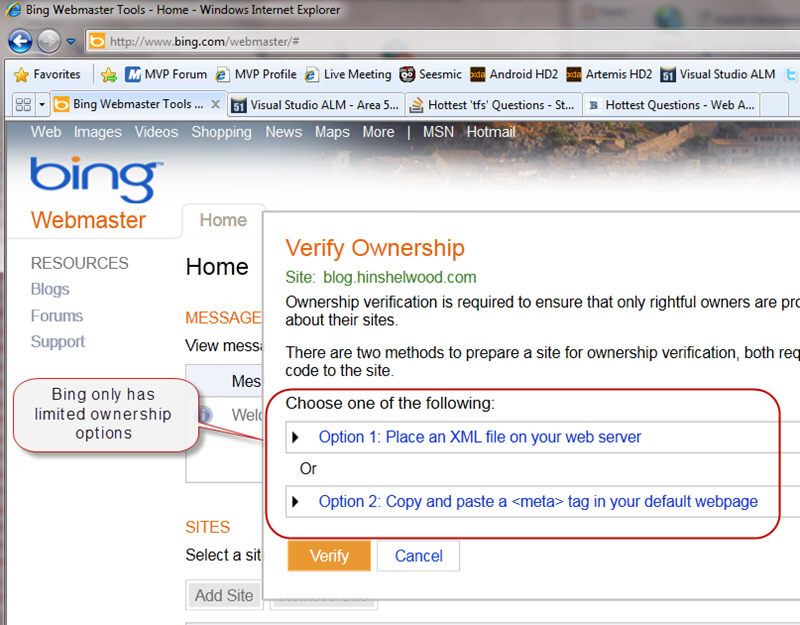 Bing Webmaster Tools - Home - Windows Internet Explorer
http://www.bing.com/webmaster/#
Favorites MVP Forum MVP Profile Live Meeting Seesmic Android HD2 Artemis HD2 Visual Studio ALM
Bing Webmaster Tools ... X Visual Studio ALM - Area 5... Hottest 'tfs' Questions - St... Hottest Questions - Web A...
Web Images Videos Shopping News Maps More | MSN Hotmail
bing™
Webmaster
Home
RESOURCES
Blogs
Forums
Support
Home
MESSAGE
View messa
Mes
Welc
SITES
Select a sit
Add Site
Verify Ownership
Site: blog.hinshelwood.com
Ownership verification is required to ensure that only rightful owners are pro
about their sites.
There are two methods to prepare a site for ownership verification, both req
code to the site.
Choose one of the following:
Option 1: Place an XML file on your web server
Or
Option 2: Copy and paste a <meta> tag in your default webpage
Verify Cancel
Bing only has
limited ownership
options